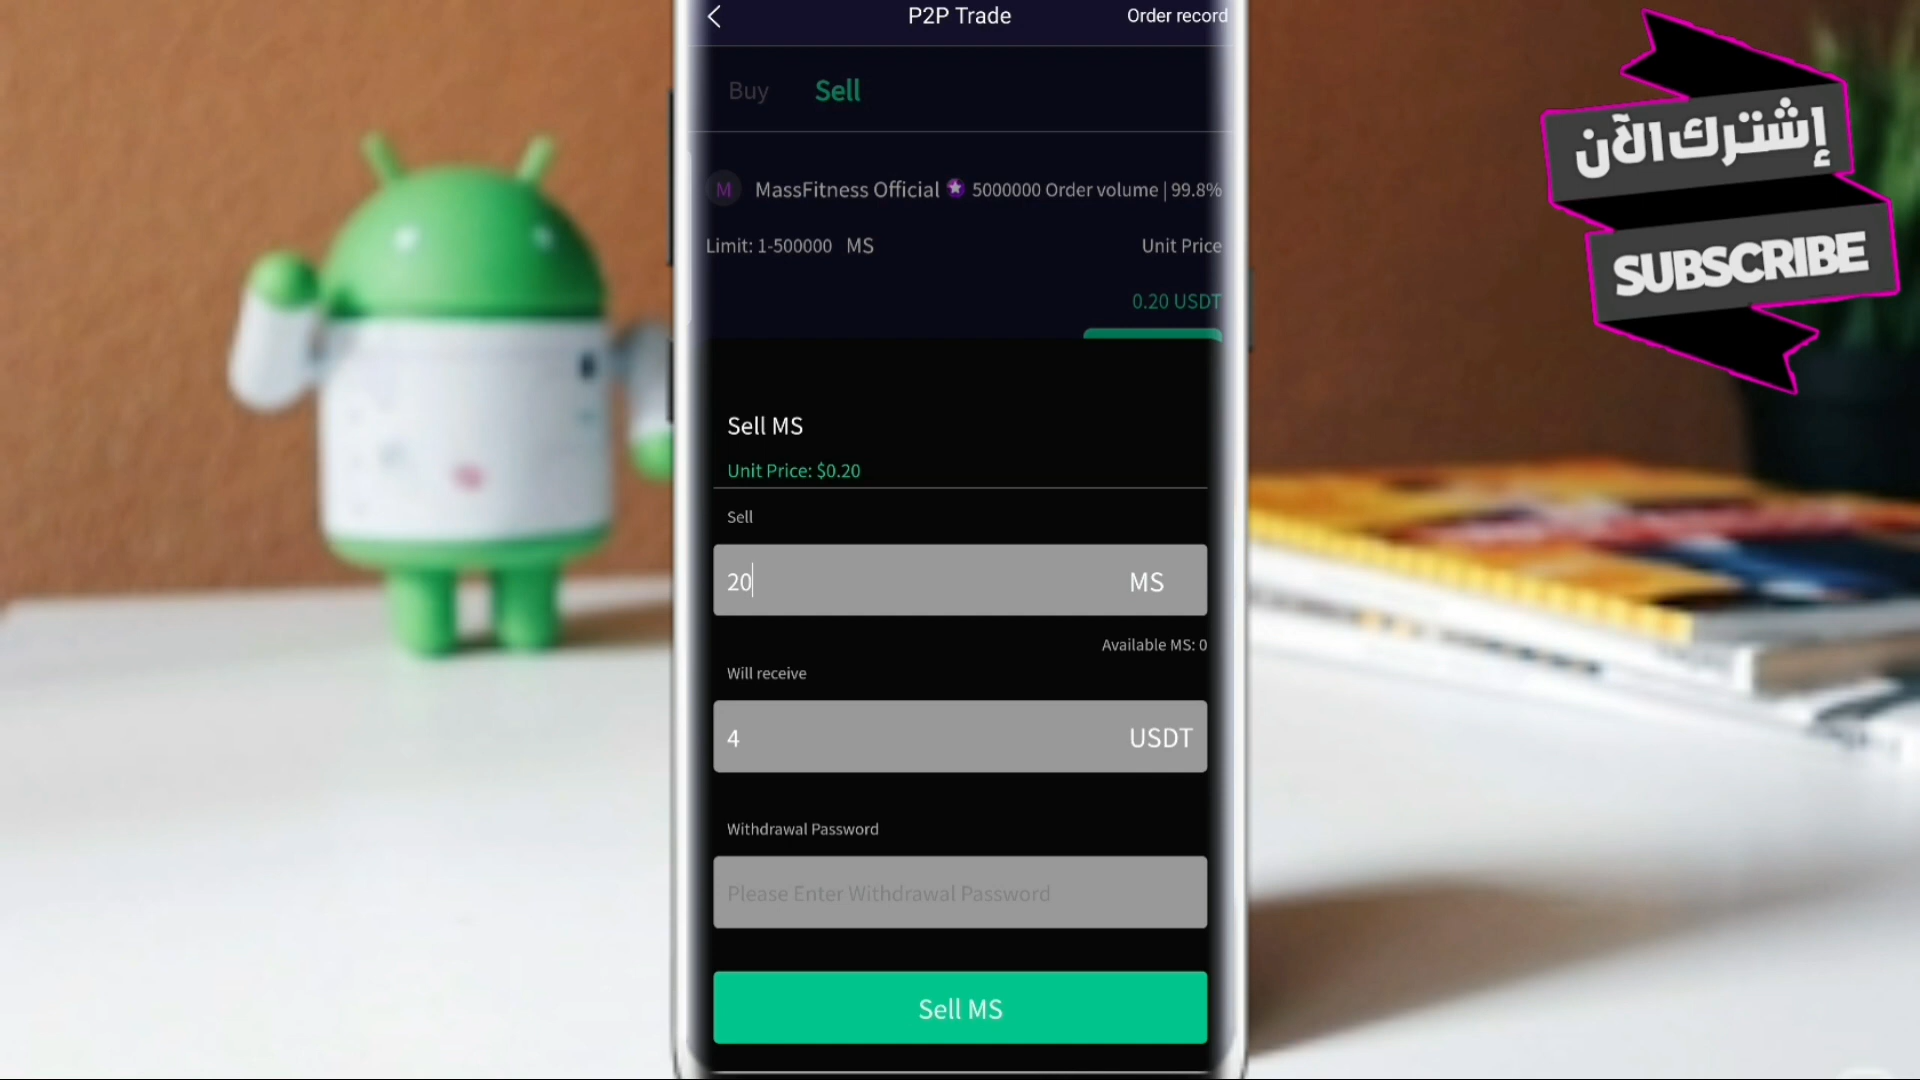 P2P Trade
Order record
Buy
Sell
M
MassFitness Official
5000000 Order volume | 99.8%
Limit: 1-500000 MS
Unit Price
0.20 USDT
Sell MS
Unit Price: $0.20
Sell
20
MS
Available MS: 0
Will receive
4
USDT
Withdrawal Password
Please Enter Withdrawal Password
Sell MS
إشترك الآن
SUBSCRIBE